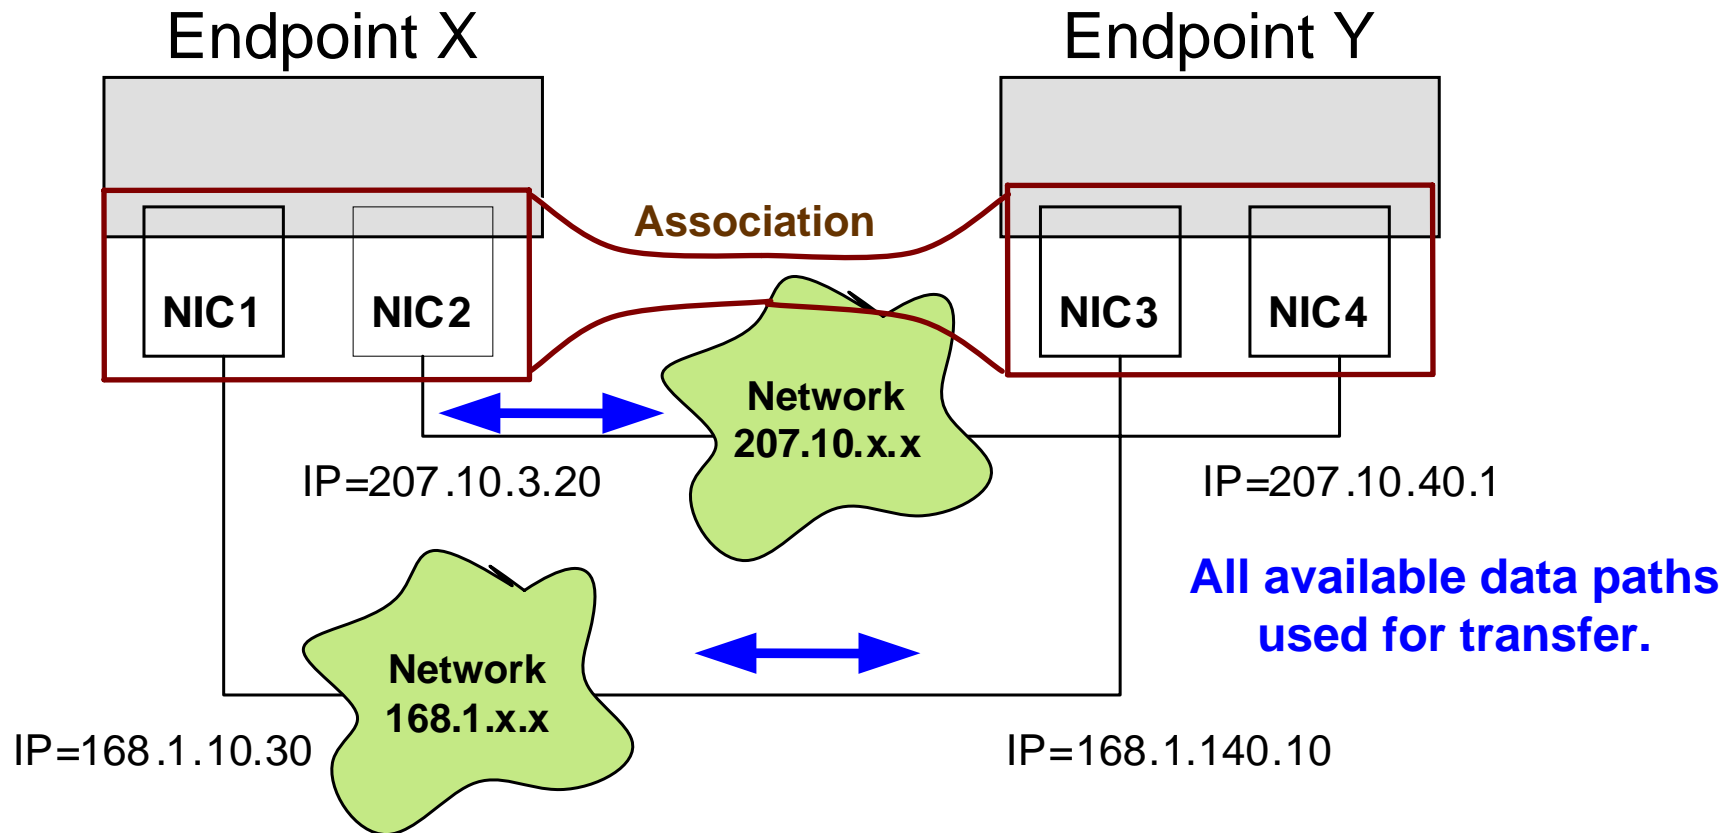 Endpoint X
Endpoint Y
Association
NIC1
NIC2
NIC3
NIC4
Network
207.10.x.x
IP=207.10.3.20
IP=207.10.40.1
All available data paths
used for transfer.
Network
168.1.x.x
IP=168.1.10.30
IP=168.1.140.10